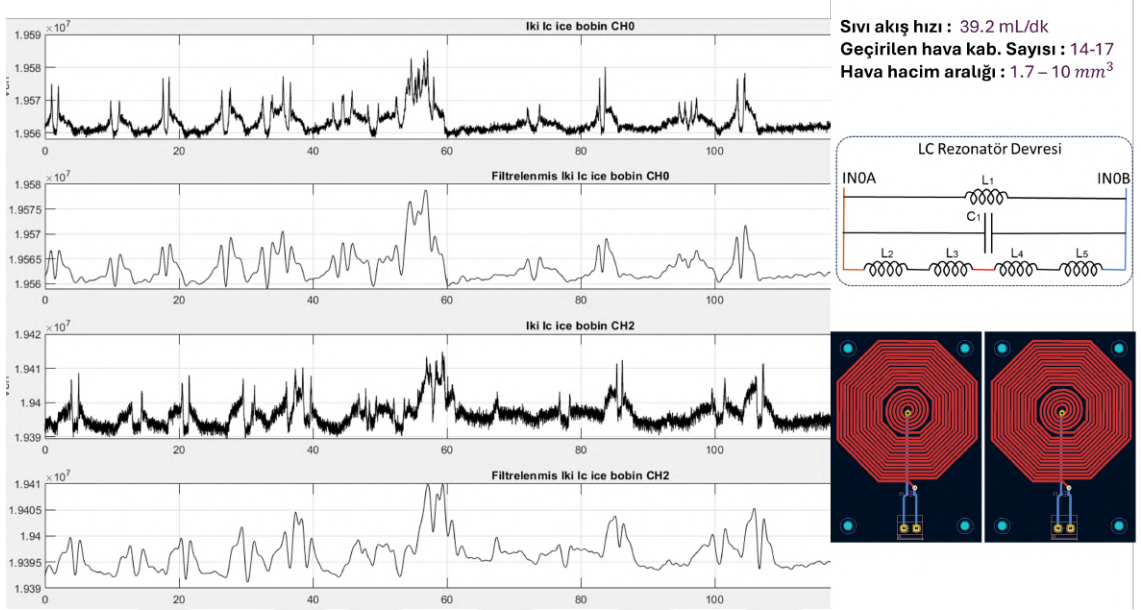 Iki Ic ice bobin CH0
× 10⁷
1.959
1.958
1.957
1.956
0 20 40 60 80 100
Filtrelenmis Iki Ic ice bobin CH0
× 10⁷
1.958
1.9575
1.957
1.9565
1.956
0 20 40 60 80 100
Iki Ic ice bobin CH2
× 10⁷
1.942
1.941
1.94
1.939
0 20 40 60 80 100
Filtrelenmis Iki Ic ice bobin CH2
× 10⁷
1.941
1.9405
1.94
1.9395
1.939
0 20 40 60 80 100
Sıvı akış hızı : 39.2 mL/dk
Geçirilen hava kab. Sayısı : 14-17
Hava hacim aralığı : 1.7 – 10 mm³
LC Rezonatör Devresi
IN0A L1 IN0B
C1
L2 L3 L4 L5